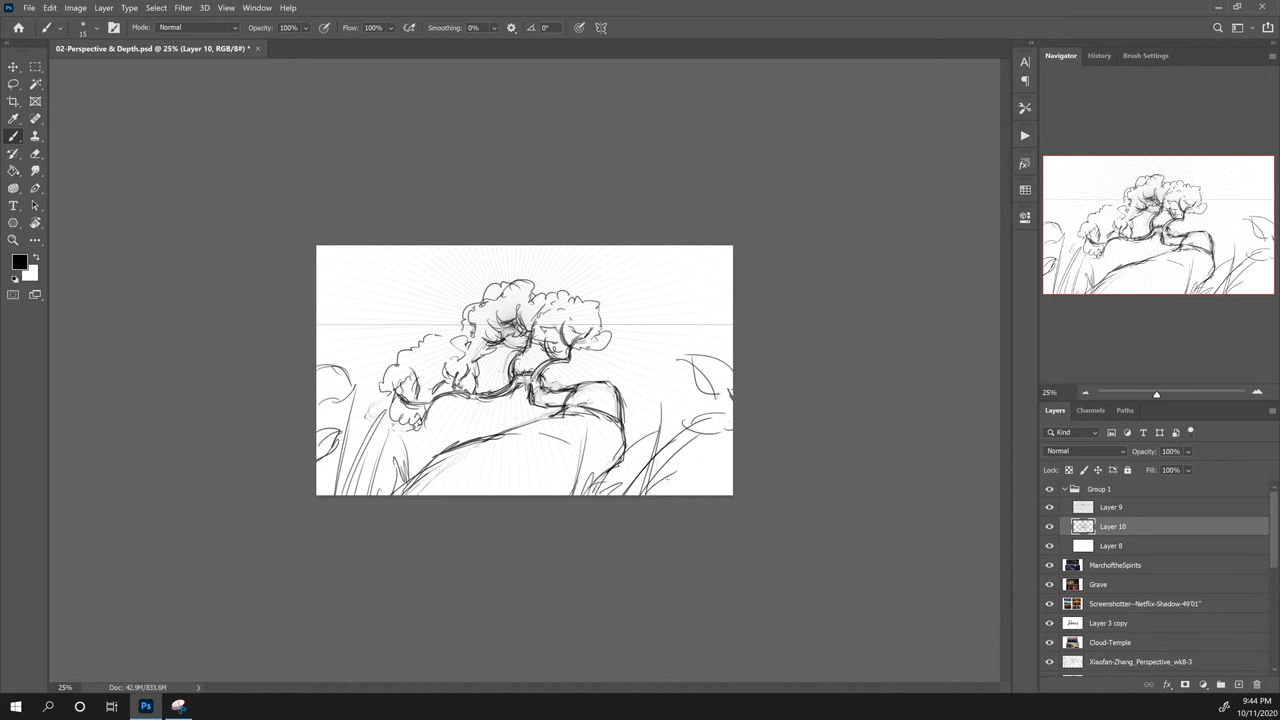 File Edit Image Layer Type Select Filter 3D View Window Help
15 Mode: Normal Opacity: 100% Flow: 100% Smoothing: 0% 0°
02-Perspective & Depth.psd @ 25% (Layer 10, RGB/8#) *
Navigator History Brush Settings
25%
Layers Channels Paths
Kind
Normal Opacity: 100%
Lock: Fill: 100%
Group 1
Layer 9
Layer 10
Layer 8
MarchoftheSpirits
Grave
Screenshotter--Netflix-Shadow-49'01"
Layer 3 copy
Cloud-Temple
Xiaofan-Zhang_Perspective_wk8-3
25% Doc: 42.9M/833.6M
9:44 PM
10/11/2020